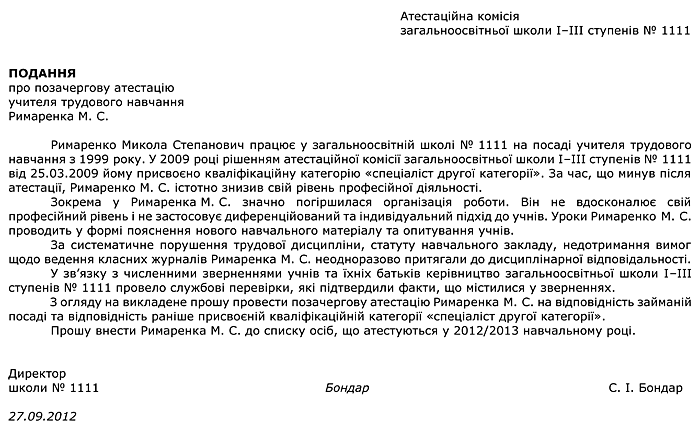 Атестаційна комісія
загальноосвітньої школи І–ІІІ ступенів № 1111
ПОДАННЯ
про позачергову атестацію
учителя трудового навчання
Римаренка М. С.
Римаренко Микола Степанович працює у загальноосвітній школі № 1111 на посаді учителя трудового
навчання з 1999 року. У 2009 році рішенням атестаційної комісії загальноосвітньої школи І–ІІІ ступенів № 1111
від 25.03.2009 йому присвоєно кваліфікаційну категорію «спеціаліст другої категорії». За час, що минув після
атестації, Римаренко М. С. істотно знизив свій рівень професійної діяльності.
Зокрема у Римаренка М. С. значно погіршилася організація роботи. Він не вдосконалює свій
професійний рівень і не застосовує диференційований та індивідуальний підхід до учнів. Уроки Римаренко М. С.
проводить у формі пояснення нового навчального матеріалу та опитування учнів.
За систематичне порушення трудової дисципліни, статуту навчального закладу, недотримання вимог
щодо ведення класних журналів Римаренка М. С. неодноразово притягали до дисциплінарної відповідальності.
У зв’язку з численними зверненнями учнів та їхніх батьків керівництво загальноосвітньої школи І–ІІІ
ступенів № 1111 провело службові перевірки, які підтвердили факти, що містилися у зверненнях.
З огляду на викладене прошу провести позачергову атестацію Римаренка М. С. на відповідність займаній
посаді та відповідність раніше присвоєній кваліфікаційній категорії «спеціаліст другої категорії».
Прошу внести Римаренка М. С. до списку осіб, що атестуються у 2012/2013 навчальному році.
Директор
школи № 1111 Бондар С. І. Бондар
27.09.2012